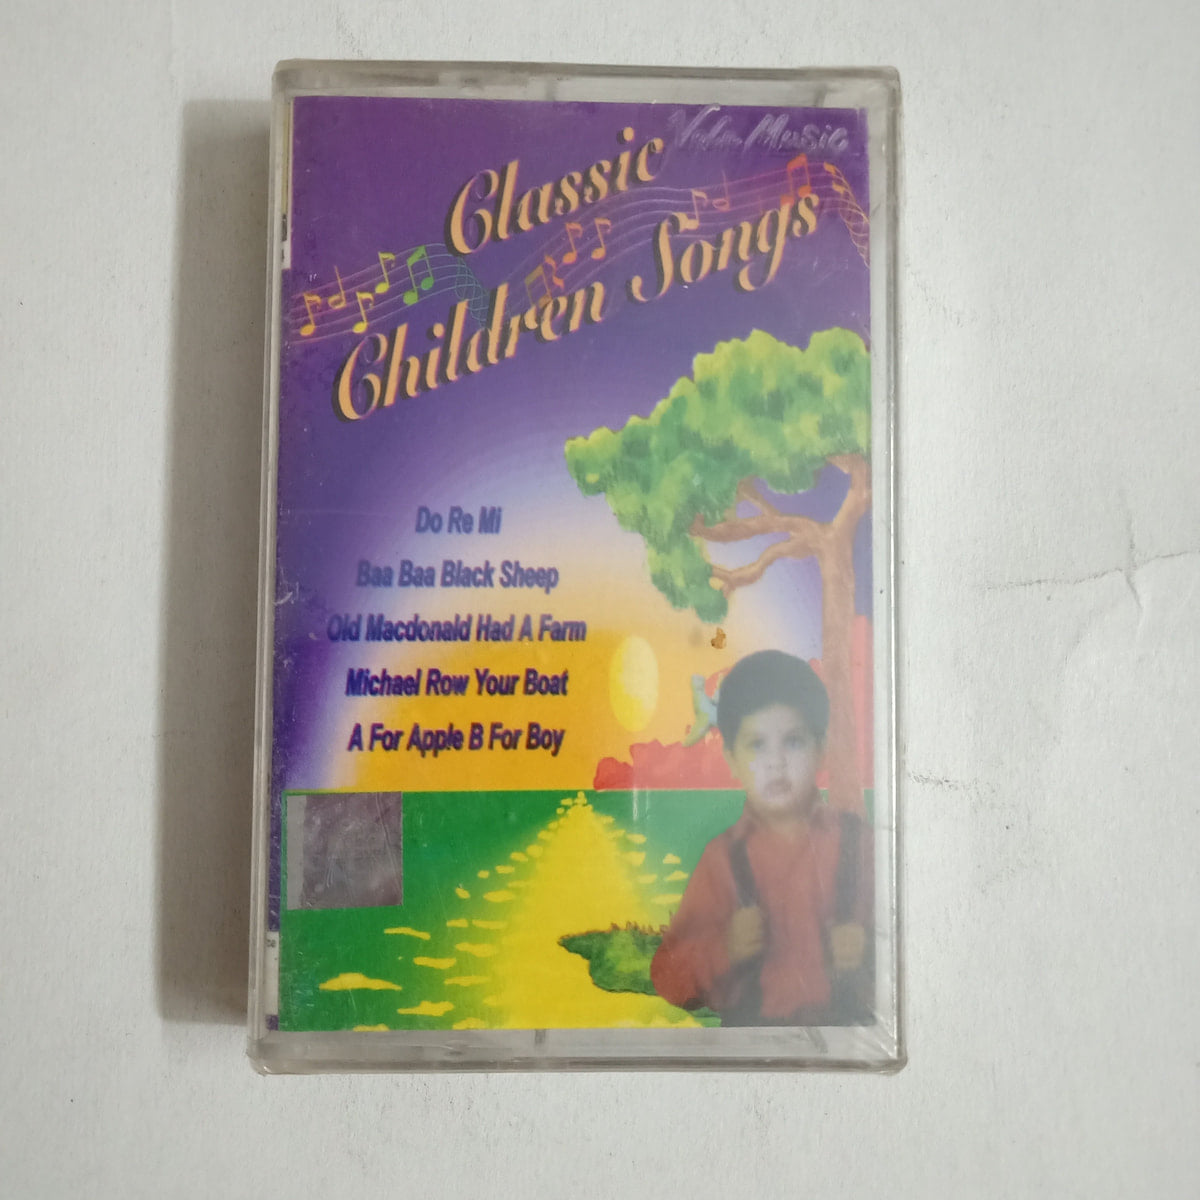 Music
Classic
Children Songs
Do Re Mi
Baa Baa Black Sheep
Old Macdonald Had A Farm
Michael Row Your Boat
A For Apple B For Boy